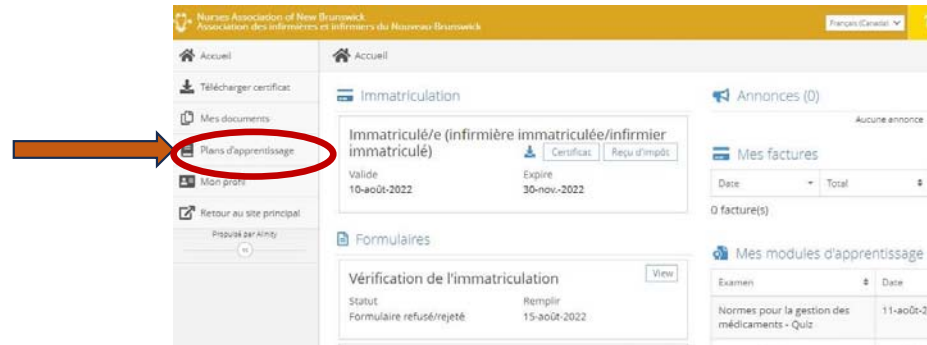 Nurses Association of New Brunswick
Association des infirmières et infirmiers du Nouveau Brunswick
Français (Canada)
Accueil
Télécharger certificat
Mes documents
Plans d'apprentissage
Mon profil
Retour au site principal
Propulsé par Alinity
Accueil
Immatriculation
Immatriculé/e (infirmière immatriculée/infirmier
immatriculé)
Certificat
Reçu d'impôt
Valide
Expire
10-août-2022
30-nov.-2022
Formulaires
Vérification de l'immatriculation
View
Statut
Remplir
Formulaire refusé/rejeté
15-août-2022
Annonces (0)
Aucune annonce
Mes factures
Date
Total
0 facture(s)
Mes modules d'apprentissage
Examen
Date
Normes pour la gestion des
médicaments - Quiz
11-août-2